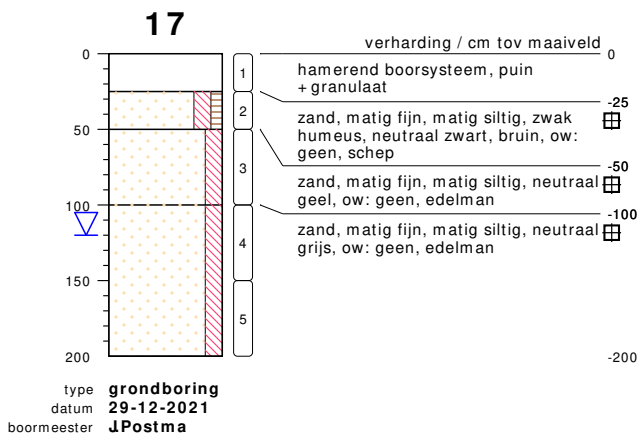 17
verharding / cm tov maaiveld
0
0
1
hamerend boorsysteem, puin
+ granulaat
-25
2
zand, matig fijn, matig siltig, zwak
humeus, neutraal zwart, bruin, ow:
geen, schep
50
-50
3
zand, matig fijn, matig siltig, neutraal
geel, ow: geen, edelman
100
-100
4
zand, matig fijn, matig siltig, neutraal
grijs, ow: geen, edelman
150
5
200
-200
type grondboring
datum 29-12-2021
boormeester J.Postma